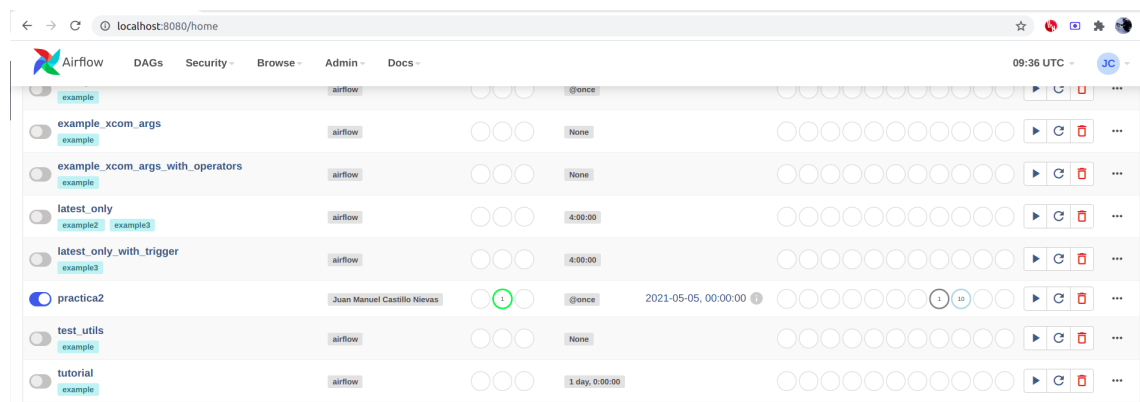 localhost:8080/home
Airflow DAGs Security Browse Admin Docs 09:36 UTC JC
example airflow @once
example_xcom_args
example airflow None
example_xcom_args_with_operators
example airflow None
latest_only
example2 example3 airflow 4:00:00
latest_only_with_trigger
example3 airflow 4:00:00
practica2 Juan Manuel Castillo Nievas 1 @once 2021-05-05, 00:00:00 i 1 10
test_utils
example airflow None
tutorial
example airflow 1 day, 0:00:00